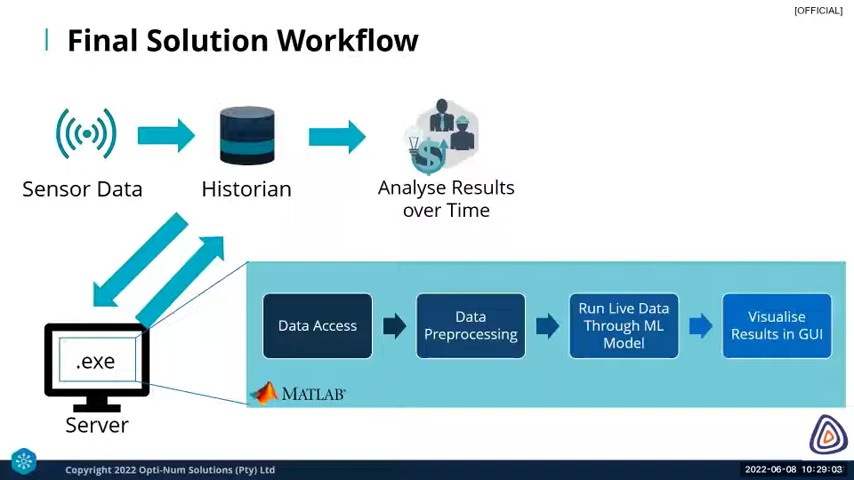 [OFFICIAL]
Final Solution Workflow
Sensor Data
Historian
Analyse Results
over Time
Data Access
Data
Preprocessing
Run Live Data
Through ML
Model
Visualise
Results in GUI
.exe
MATLAB
Server
Copyright 2022 Opti-Num Solutions (Pty) Ltd
2022-06-08 10:29:03